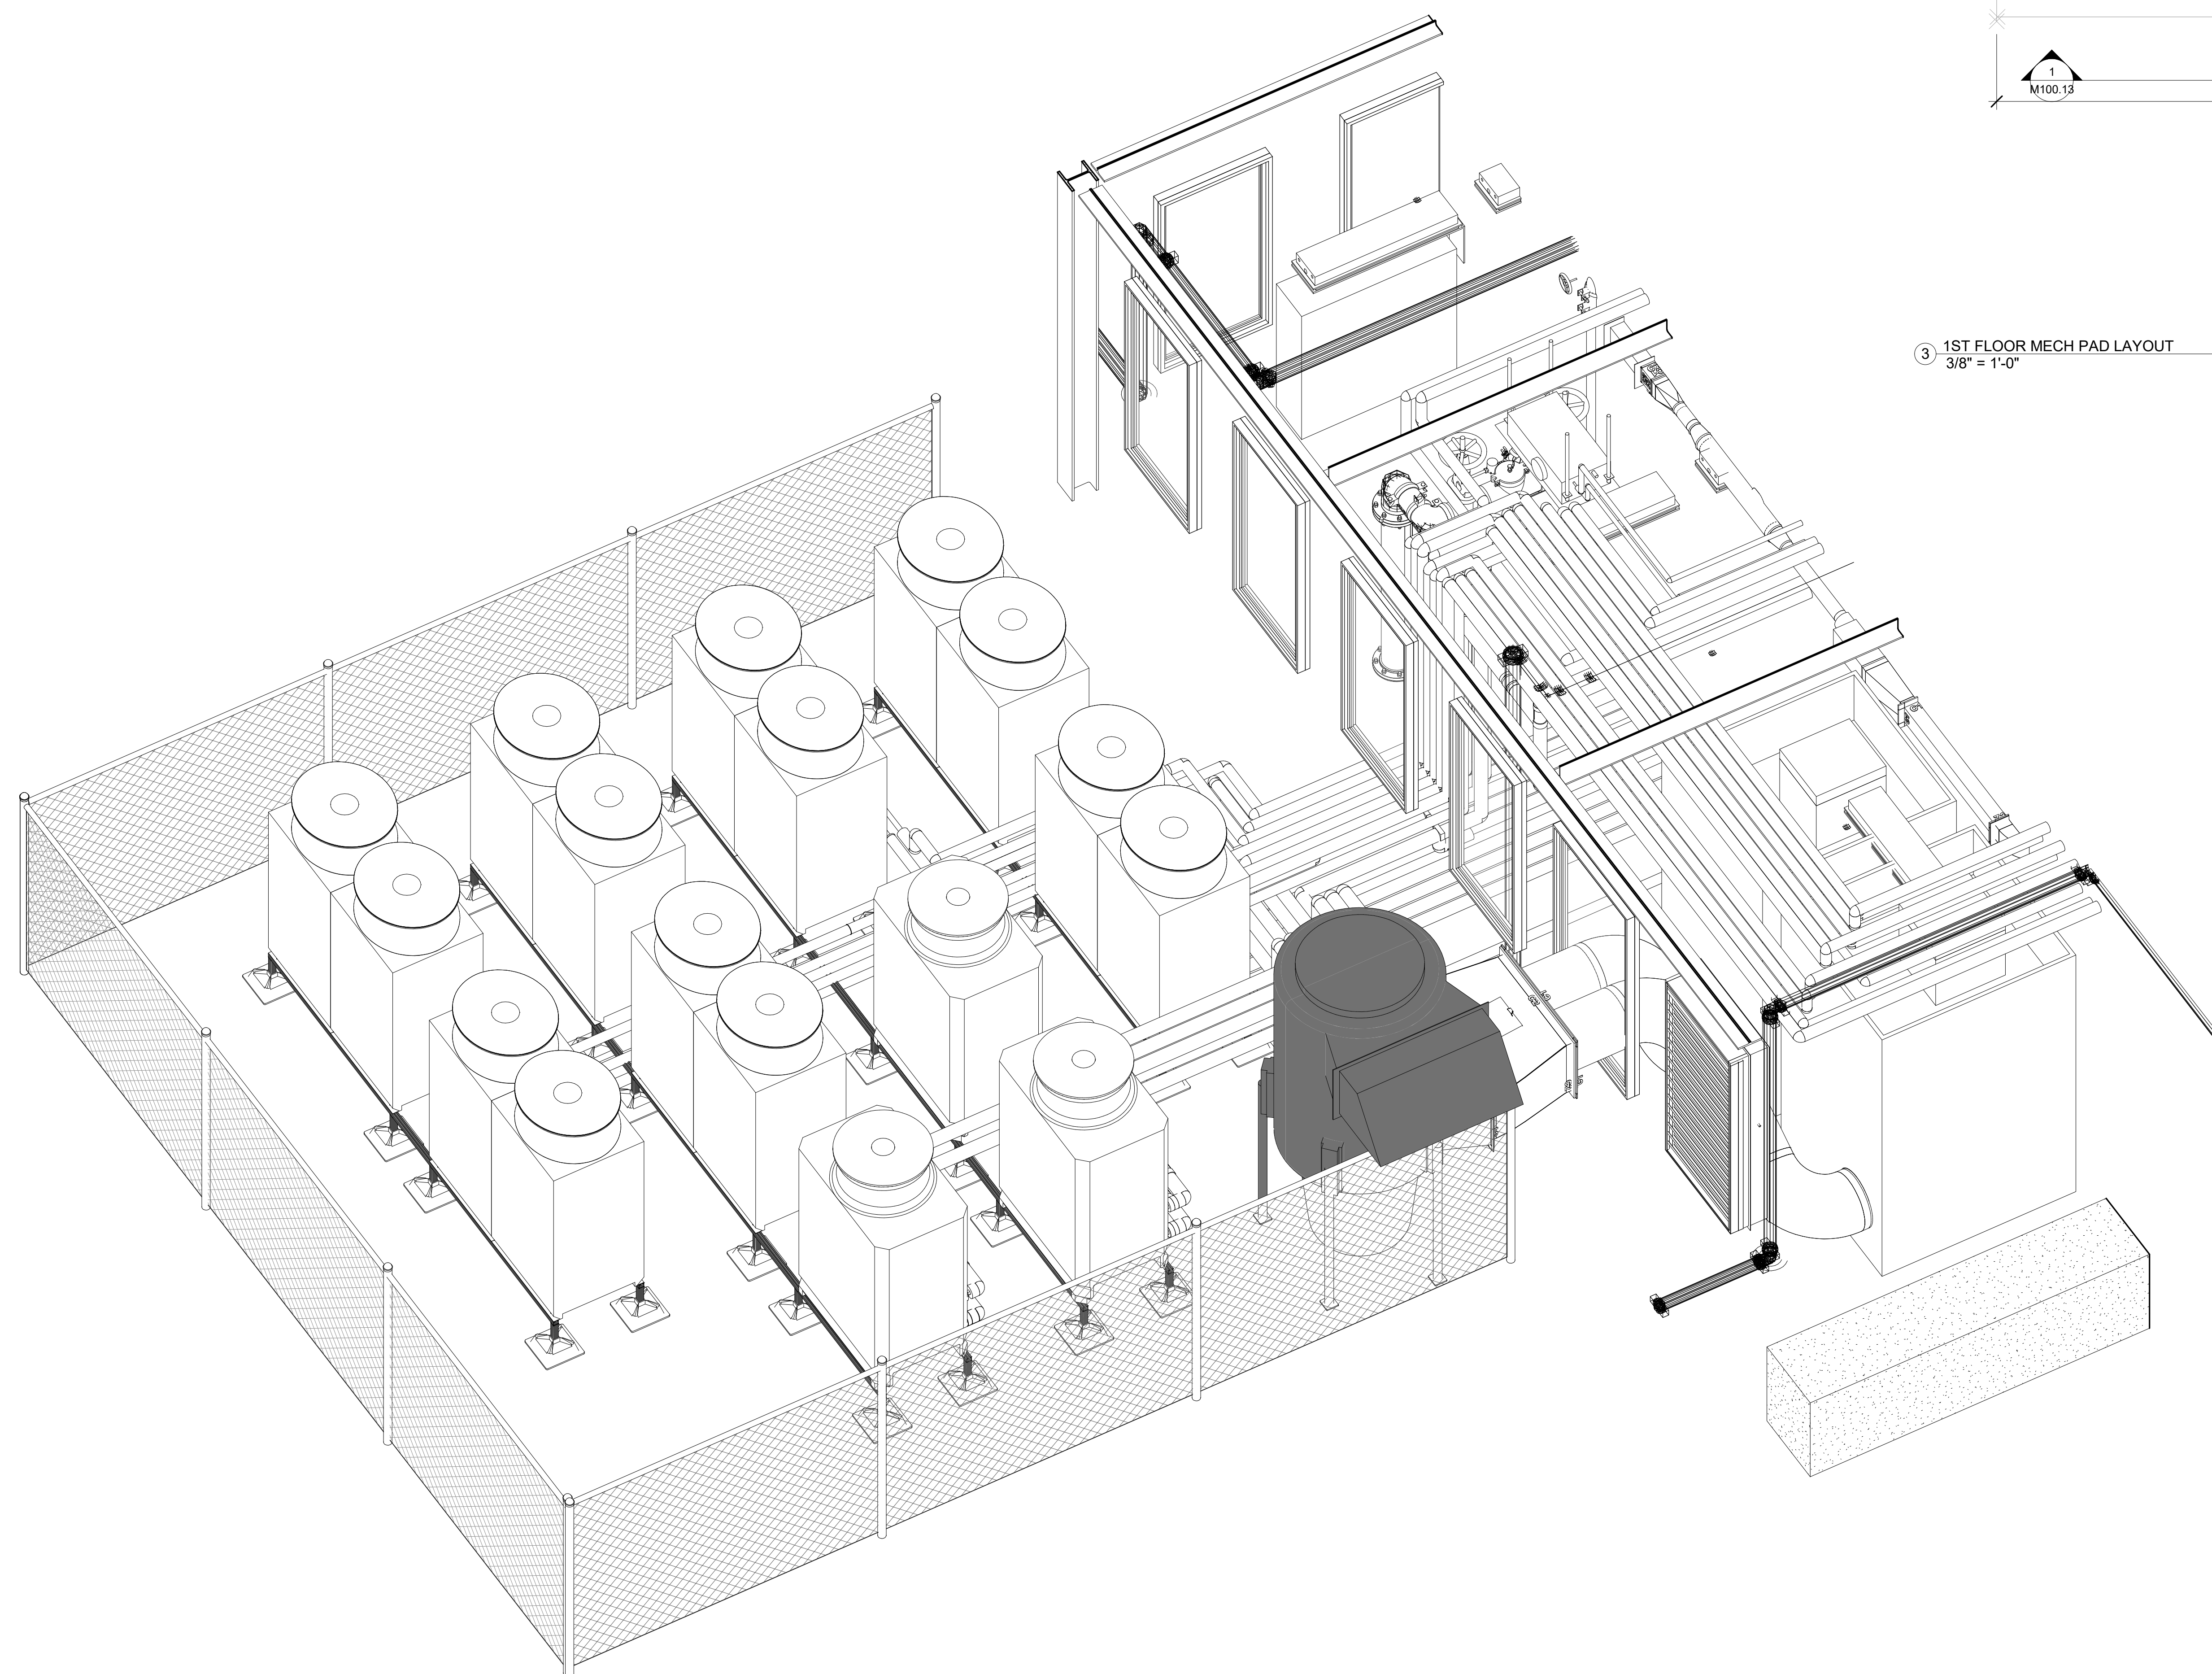 1
M100.13
3
1ST FLOOR MECH PAD LAYOUT
3/8" = 1'-0"